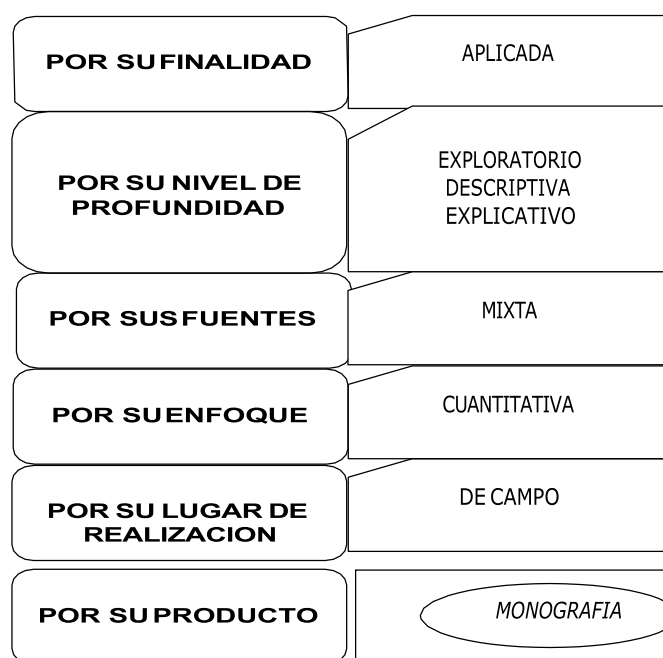 POR SU FINALIDAD
APLICADA
POR SU NIVEL DE
PROFUNDIDAD
EXPLORATORIO
DESCRIPTIVA
EXPLICATIVO
POR SUS FUENTES
MIXTA
POR SU ENFOQUE
CUANTITATIVA
POR SU LUGAR DE
REALIZACION
DE CAMPO
POR SU PRODUCTO
MONOGRAFIA